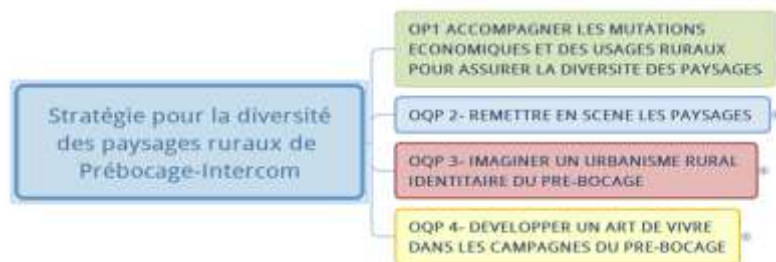 Stratégie pour la diversité
des paysages ruraux de
Prébocage-Intercom
OP1 ACCOMPAGNER LES MUTATIONS
ECONOMIQUES ET DES USAGES RURAUX
POUR ASSURER LA DIVERSITE DES PAYSAGES
OQP 2- REMETTRE EN SCENE LES PAYSAGES
OQP 3- IMAGINER UN URBANISME RURAL
IDENTITAIRE DU PRE-BOCAGE
OQP 4- DEVELOPPER UN ART DE VIVRE
DANS LES CAMPAGNES DU PRE-BOCAGE